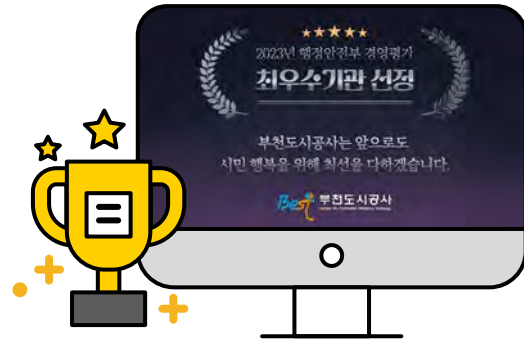 2023년 행정안전부 경영평가
최우수기관 선정
부천도시공사는 앞으로도
시민 행복을 위해 최선을 다하겠습니다.
Best 부천도시공사